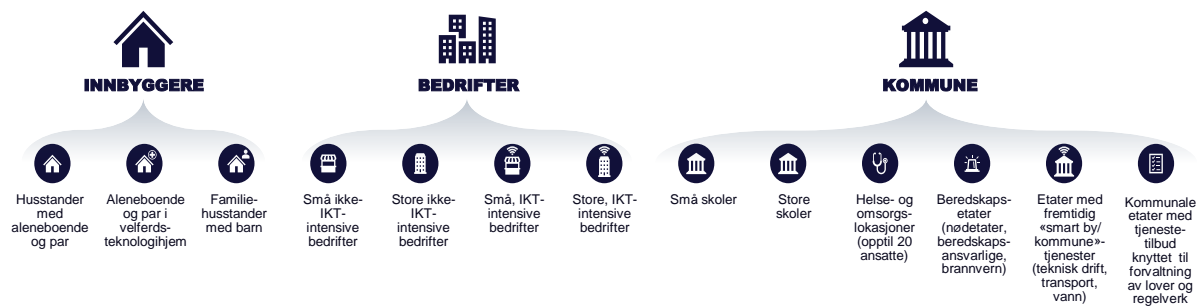 INNBYGGERE
BEDRIFTER
KOMMUNE
Husstander
med
aleneboende
og par
Aleneboende
og par i
velferds-
teknologihjem
Familie-
husstander
med barn
Små ikke-
IKT-
intensive
bedrifter
Store ikke-
IKT-
intensive
bedrifter
Små, IKT-
intensive
bedrifter
Store, IKT-
intensive
bedrifter
Små skoler
Store
skoler
Helse- og
omsorgs-
lokasjoner
(opptil 20
ansatte)
Beredskaps-
etater
(nødetater,
beredskaps-
ansvarlige,
brannvern)
Etater med
fremtidig
«smart by/
kommune»-
tjenester
(teknisk drift,
transport,
vann)
Kommunale
etater med
tjeneste-
tilbud
knyttet til
forvaltning
av lover og
regelverk